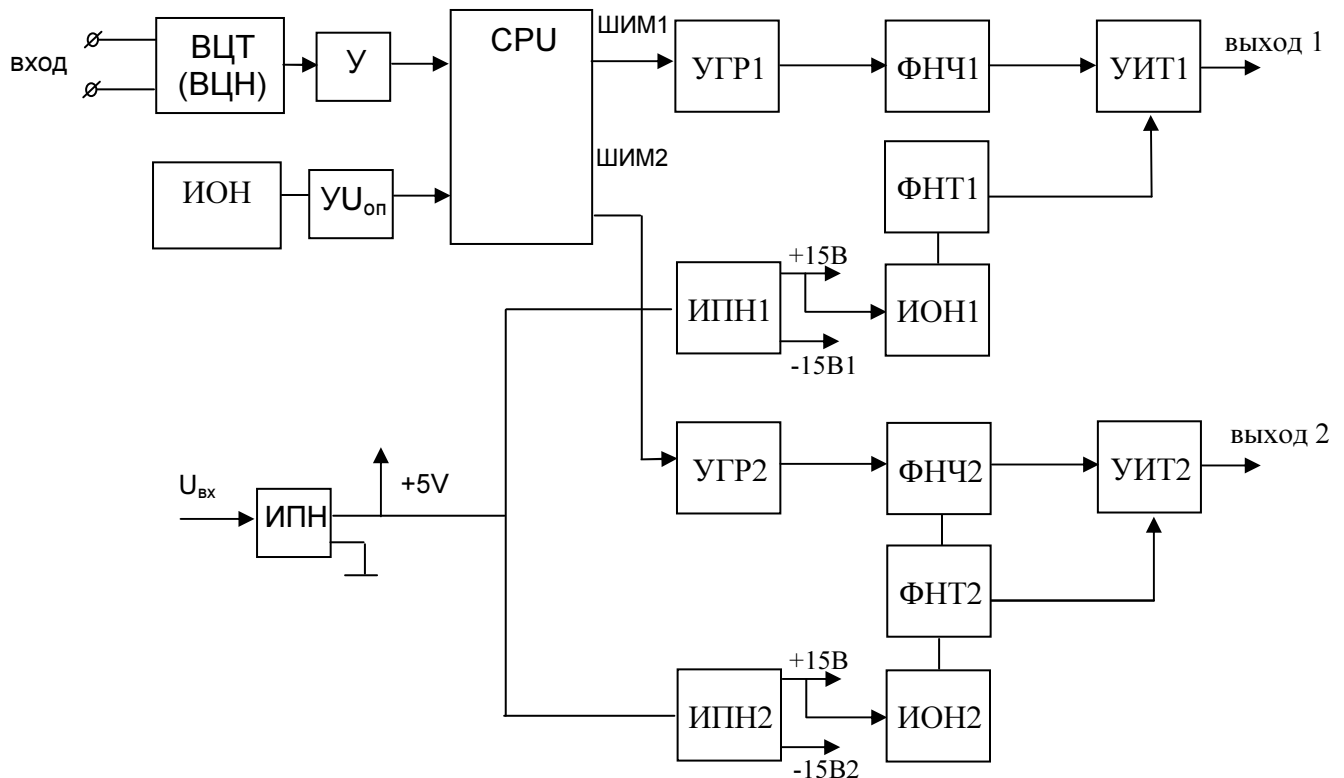 вход
ВЦТ
(ВЦН)
У
CPU
ШИМ1
УГР1
ФНЧ1
УИТ1
выход 1
ИОН
УUоп
ШИМ2
ФНТ1
ИПН1
+15В
-15В1
ИОН1
Uвх
ИПН
+5V
УГР2
ФНЧ2
УИТ2
выход 2
ФНТ2
ИПН2
+15В
-15В2
ИОН2